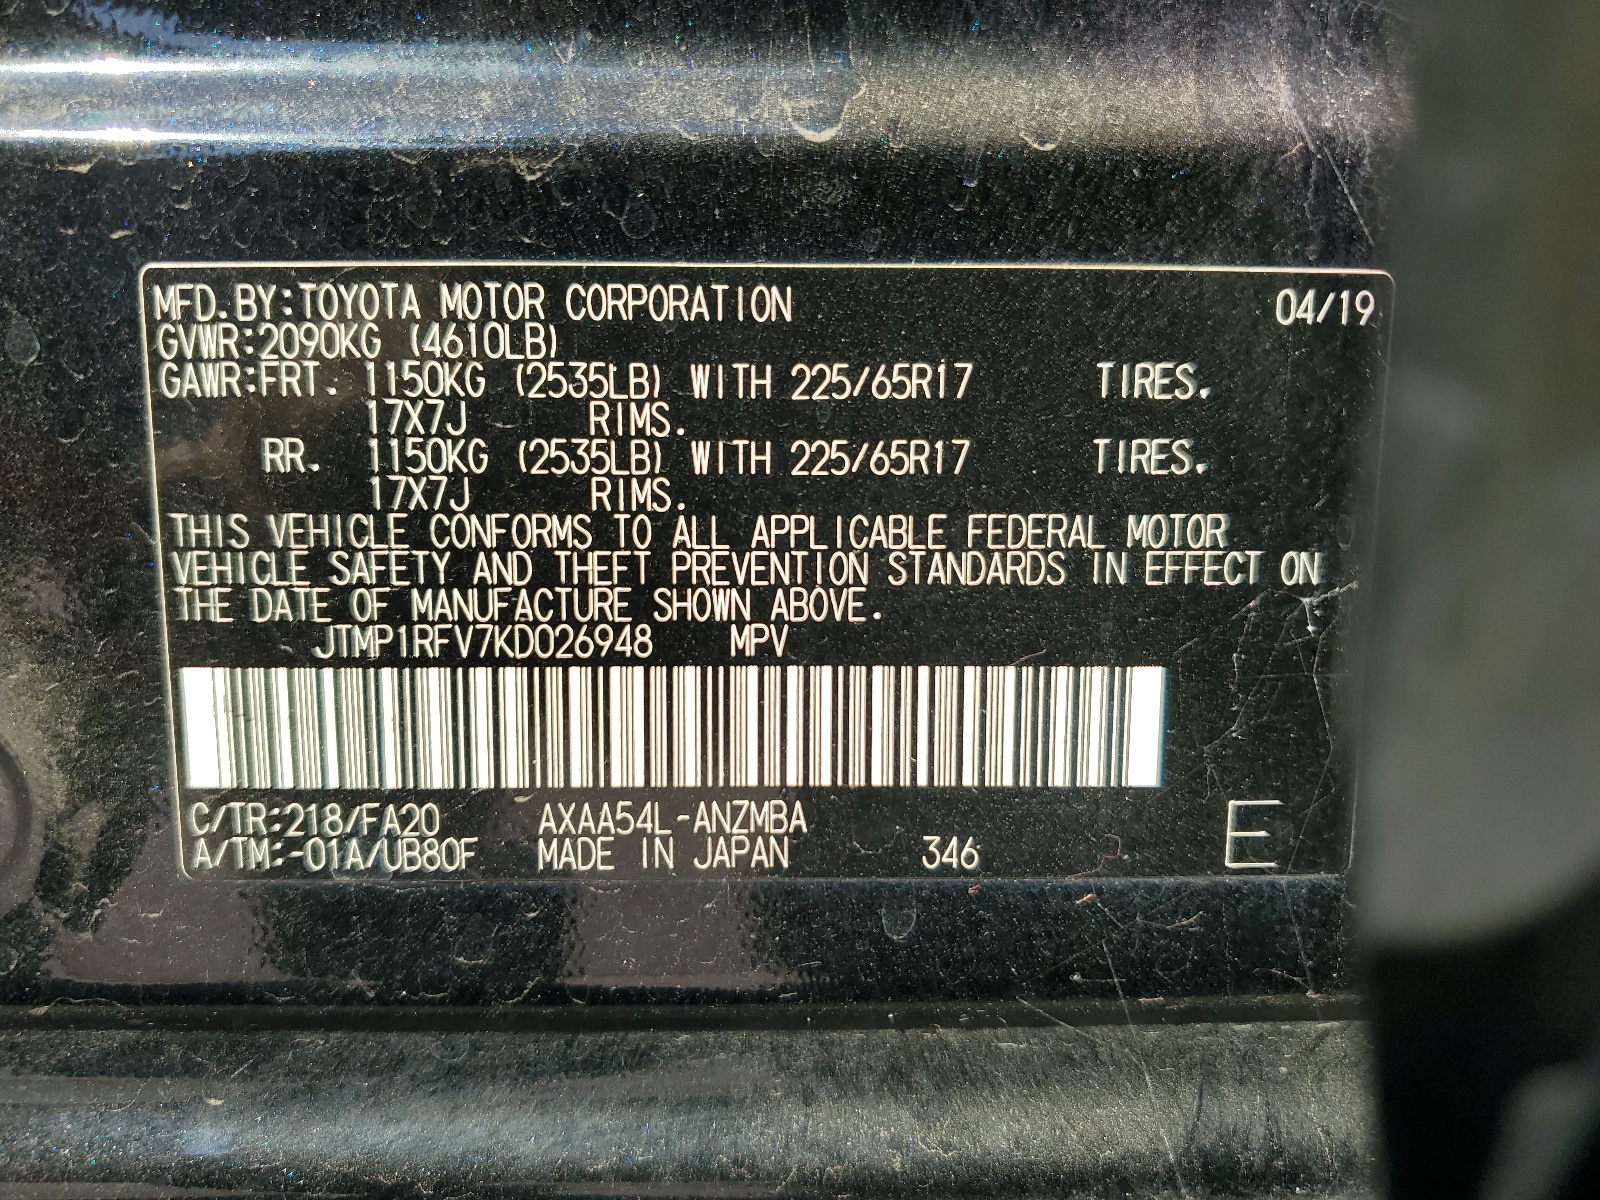 MFD.BY:TOYOTA MOTOR CORPORATION 04/19
GVWR:2090KG (4610LB)
GAWR:FRT. 1150KG (2535LB) WITH 225/65R17 TIRES.
17X7J RIMS.
RR. 1150KG (2535LB) WITH 225/65R17 TIRES.
17X7J RIMS.
THIS VEHICLE CONFORMS TO ALL APPLICABLE FEDERAL MOTOR
VEHICLE SAFETY AND THEFT PREVENTION STANDARDS IN EFFECT ON
THE DATE OF MANUFACTURE SHOWN ABOVE.
JTMP1RFV7KD026948 MPV
C/TR:218/FA20 AXAA54L-ANZMBA
A/TM:-01A/UB80F MADE IN JAPAN 346 E